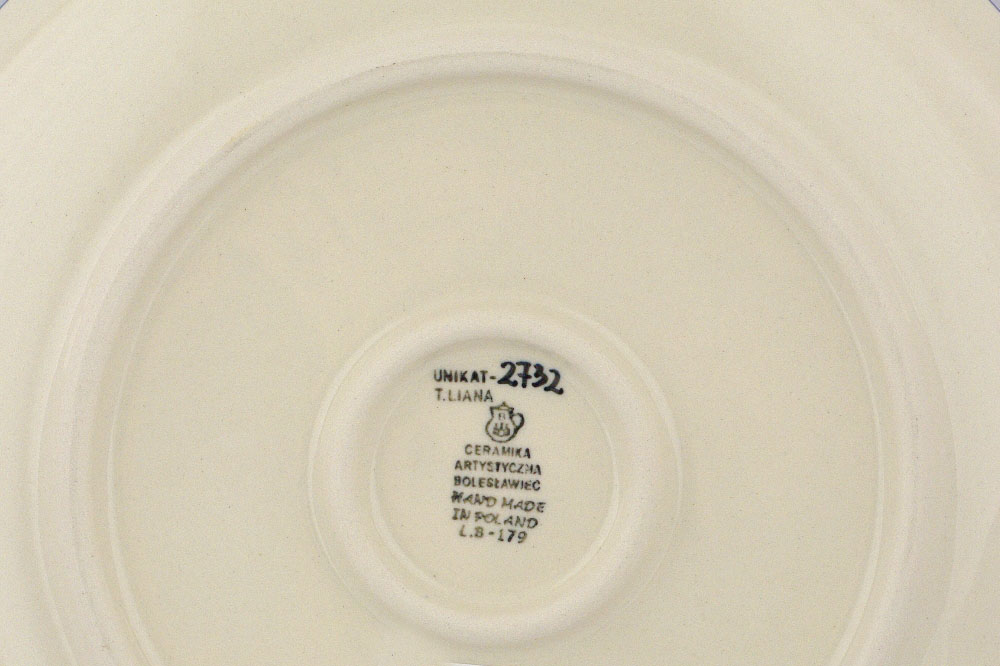 UNIKAT-2732
T.LIANA
CERAMIKA
ARTYSTYCZNA
BOLESŁAWIEC
HAND MADE
IN POLAND
L.B-179